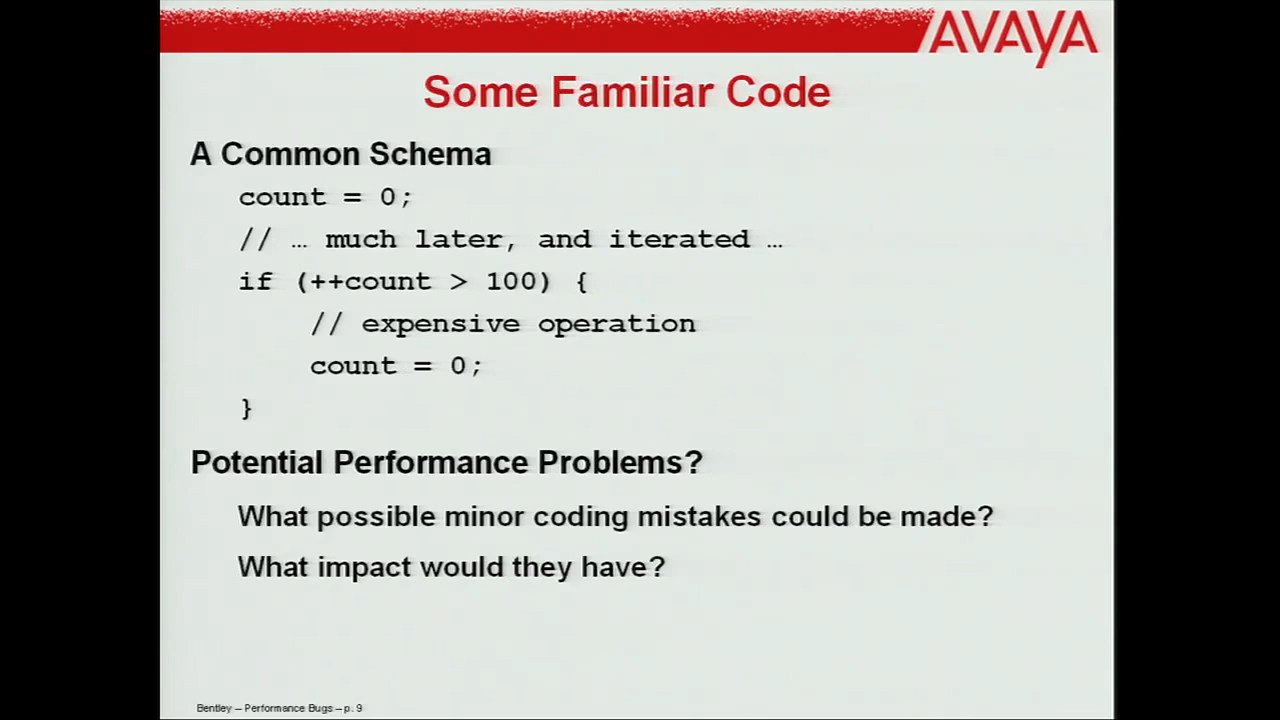 AVAYA
Some Familiar Code
A Common Schema
count = 0;
// … much later, and iterated …
if (++count > 100) {
// expensive operation
count = 0;
}
Potential Performance Problems?
What possible minor coding mistakes could be made?
What impact would they have?
Bentley – Performance Bugs – p. 9